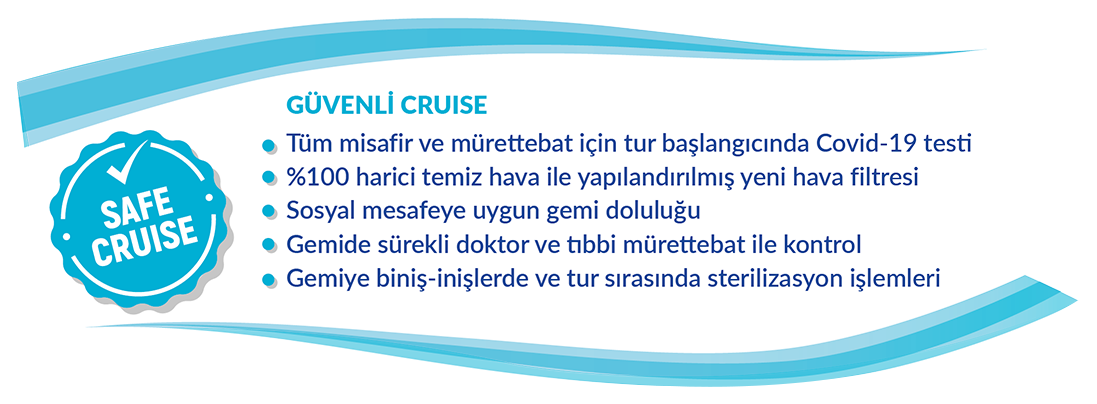 GÜVENLİ CRUISE
Tüm misafir ve mürettebat için tur başlangıcında Covid-19 testi
%100 harici temiz hava ile yapılandırılmış yeni hava filtresi
Sosyal mesafeye uygun gemi doluluğu
Gemide sürekli doktor ve tıbbi mürettebat ile kontrol
Gemiye biniş-inişlerde ve tur sırasında sterilizasyon işlemleri
SAFE
CRUISE